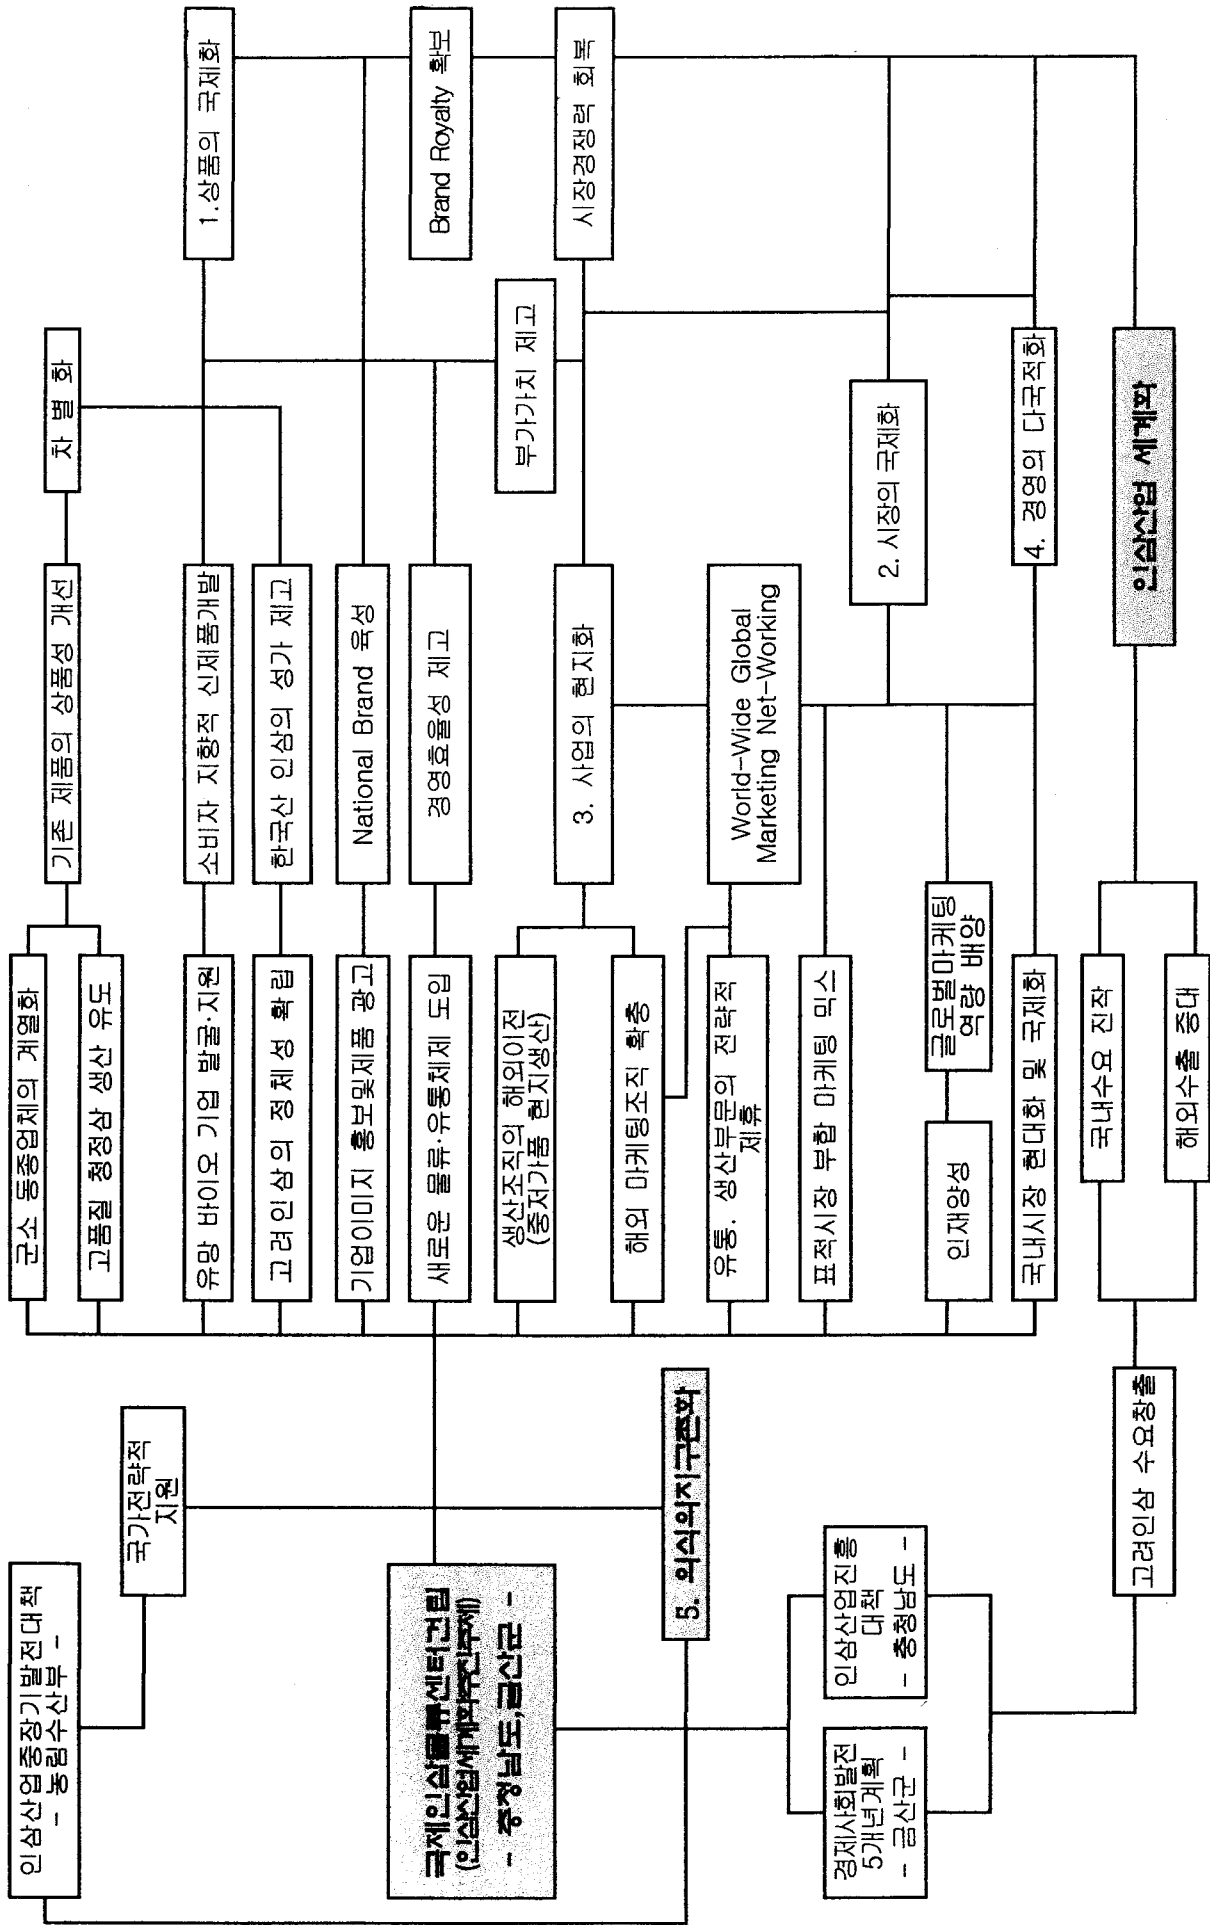 인삼산업중장기발전대책
- 농림수산부 -
국가전략적
지원
국제인삼물류센터건립
(인삼산업세계화추진주체)
- 충청남도,금산군 -
5. 의식의지구촌화
경제사회발전
5개년계획
- 금산군 -
인삼산업진흥
대책
- 충청남도 -
고려인삼 수요창출
군소 동종업체의 계열화
고품질 청정삼 생산 유도
유망 바이오 기업 발굴·지원
고려인삼의 정체성 확립
기업이미지 홍보및제품 광고
새로운 물류·유통체제 도입
생산조직의 해외이전
(중저가품 현지생산)
해외 마케팅조직 확충
유통. 생산부문의 전략적
제휴
표적시장 부합 마케팅 믹스
인재양성
글로벌마케팅
역량 배양
국내시장 현대화 및 국제화
국내수요 진작
해외수출 증대
기존 제품의 상품성 개선
소비자 지향적 신제품개발
한국산 인삼의 성가 제고
National Brand 육성
경영효율성 제고
3. 사업의 현지화
World-Wide Global
Marketing Net-Working
차 별 화
부가가치 제고
2. 시장의 국제화
4. 경영의 다국적화
인삼산업 세계화
1.상품의 국제화
Brand Royalty 확보
시장경쟁력 회복